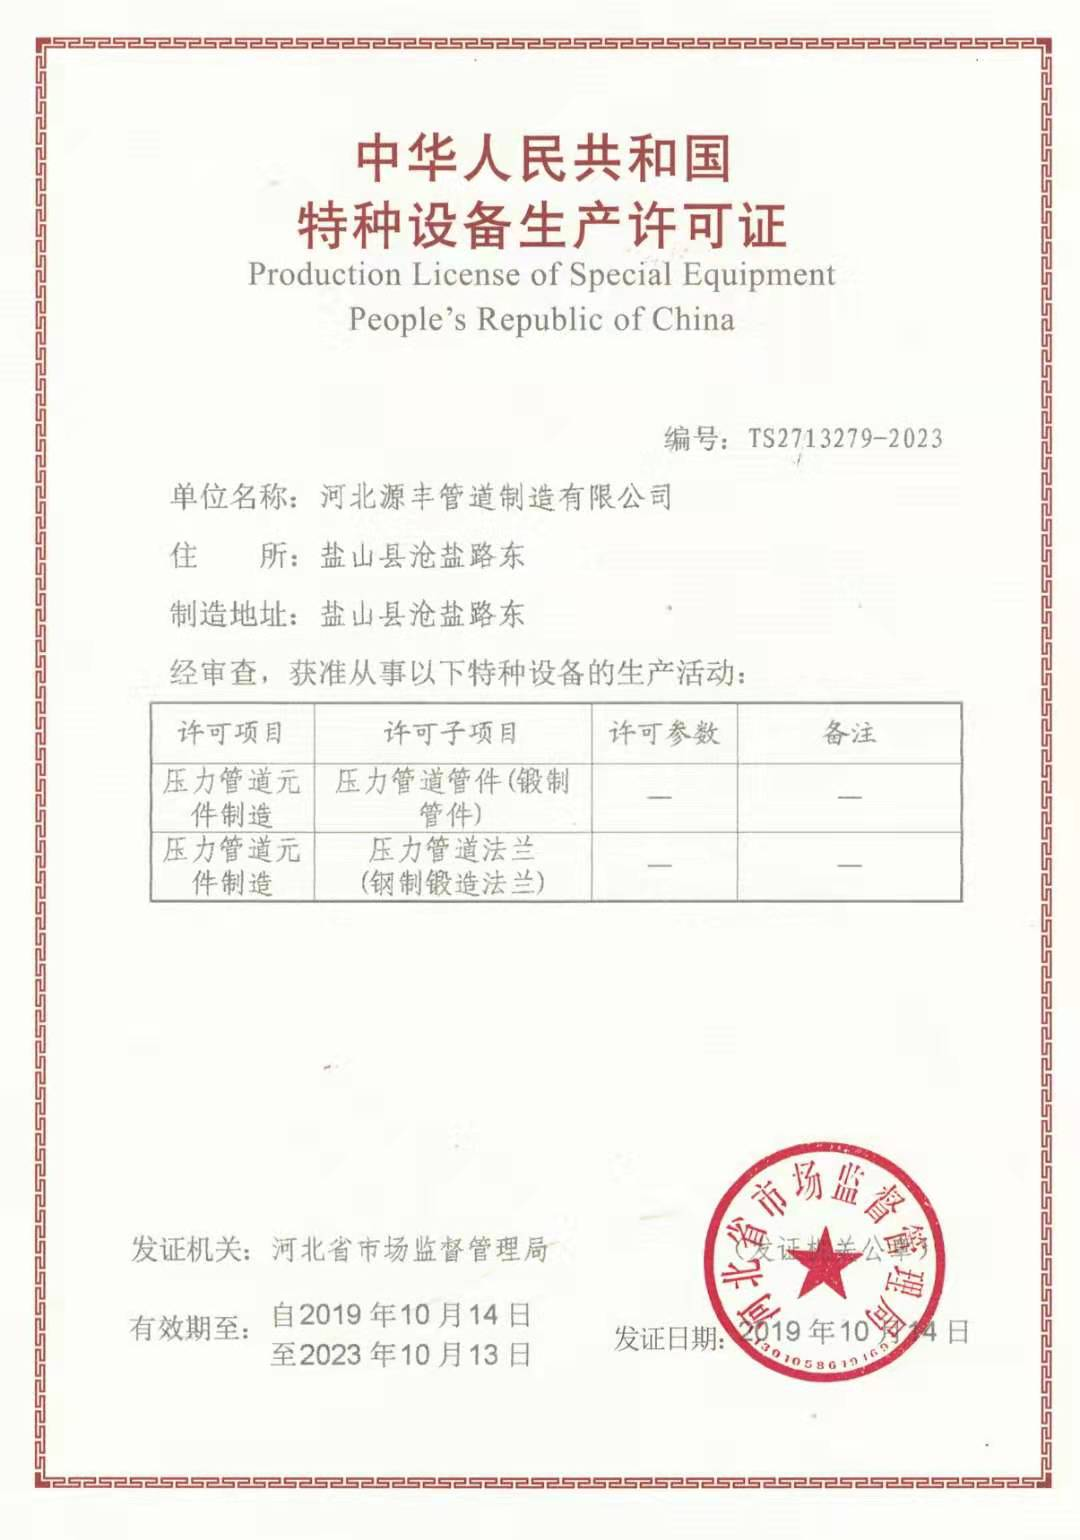 中华人民共和国
特种设备生产许可证
Production License of Special Equipment
People's Republic of China
编号：TS2713279-2023
单位名称：河北源丰管道制造有限公司
住　　所：盐山县沧盐路东
制造地址：盐山县沧盐路东
经审查，获准从事以下特种设备的生产活动：
许可项目 许可子项目 许可参数 备注
压力管道元件制造 压力管道管件(锻制管件) — —
压力管道元件制造 压力管道法兰(钢制锻造法兰) — —
发证机关：河北省市场监督管理局
(发证机关公章)
河北省市场监督管理局
有效期至：自2019年10月14日
至2023年10月13日
发证日期：2019年10月14日